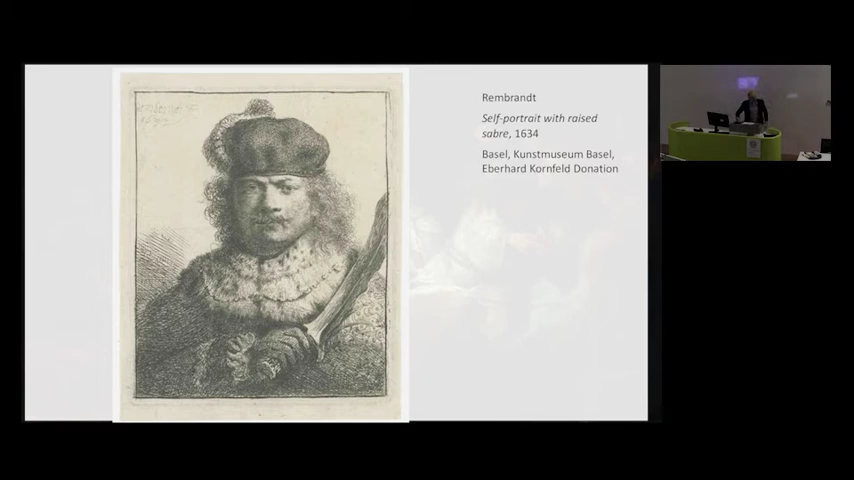 Rembrandt
Self-portrait with raised
sabre, 1634
Basel, Kunstmuseum Basel,
Eberhard Kornfeld Donation